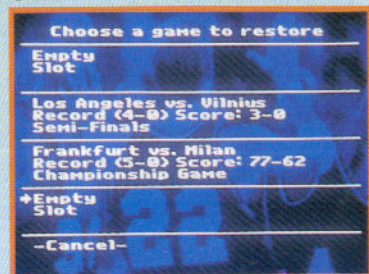 Choose a game to restore
Empty
Slot
Los Angeles vs. Vilnius
Record (4-0) Score: 3-0
Semi-Finals
Frankfurt vs. Milan
Record (5-0) Score: 77-62
Championship Game
→Empty
Slot
-Cancel-
22